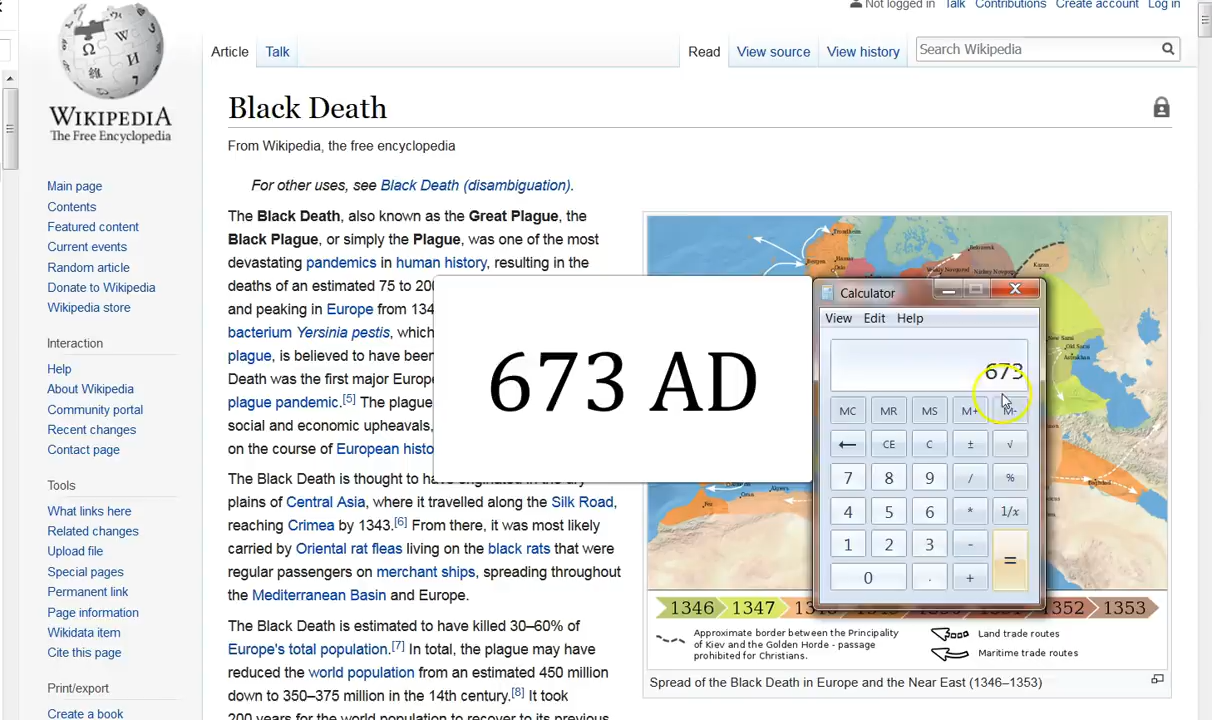 Not logged in Talk Contributions Create account Log in
Article Talk Read View source View history Search Wikipedia
WIKIPEDIA
The Free Encyclopedia
Main page
Contents
Featured content
Current events
Random article
Donate to Wikipedia
Wikipedia store
Interaction
Help
About Wikipedia
Community portal
Recent changes
Contact page
Tools
What links here
Related changes
Upload file
Special pages
Permanent link
Page information
Wikidata item
Cite this page
Print/export
Create a book
Black Death
From Wikipedia, the free encyclopedia
For other uses, see Black Death (disambiguation).
The Black Death, also known as the Great Plague, the
Black Plague, or simply the Plague, was one of the most
devastating pandemics in human history, resulting in the
deaths of an estimated 75 to
and peaking in Europe from
bacterium Yersinia pestis, which
plague, is believed to have been
Death was the first major
plague pandemic.[5] The plague
social and economic upheavals,
on the course of European
The Black Death is thought to have originated in the dry
plains of Central Asia, where it travelled along the Silk Road,
reaching Crimea by 1343.[6] From there, it was most likely
carried by Oriental rat fleas living on the black rats that were
regular passengers on merchant ships, spreading throughout
the Mediterranean Basin and Europe.
The Black Death is estimated to have killed 30–60% of
Europe's total population.[7] In total, the plague may have
reduced the world population from an estimated 450 million
down to 350–375 million in the 14th century.[8] It took
200 years for the world population to recover to its previous
673 AD
Calculator
View Edit Help
673
MC MR MS M+ M-
← CE C ± √
7 8 9 / %
4 5 6 * 1/x
1 2 3 - =
0 . +
1346 1347 1352 1353
Approximate border between the Principality
of Kiev and the Golden Horde - passage
prohibited for Christians.
Land trade routes
Maritime trade routes
Spread of the Black Death in Europe and the Near East (1346–1353)